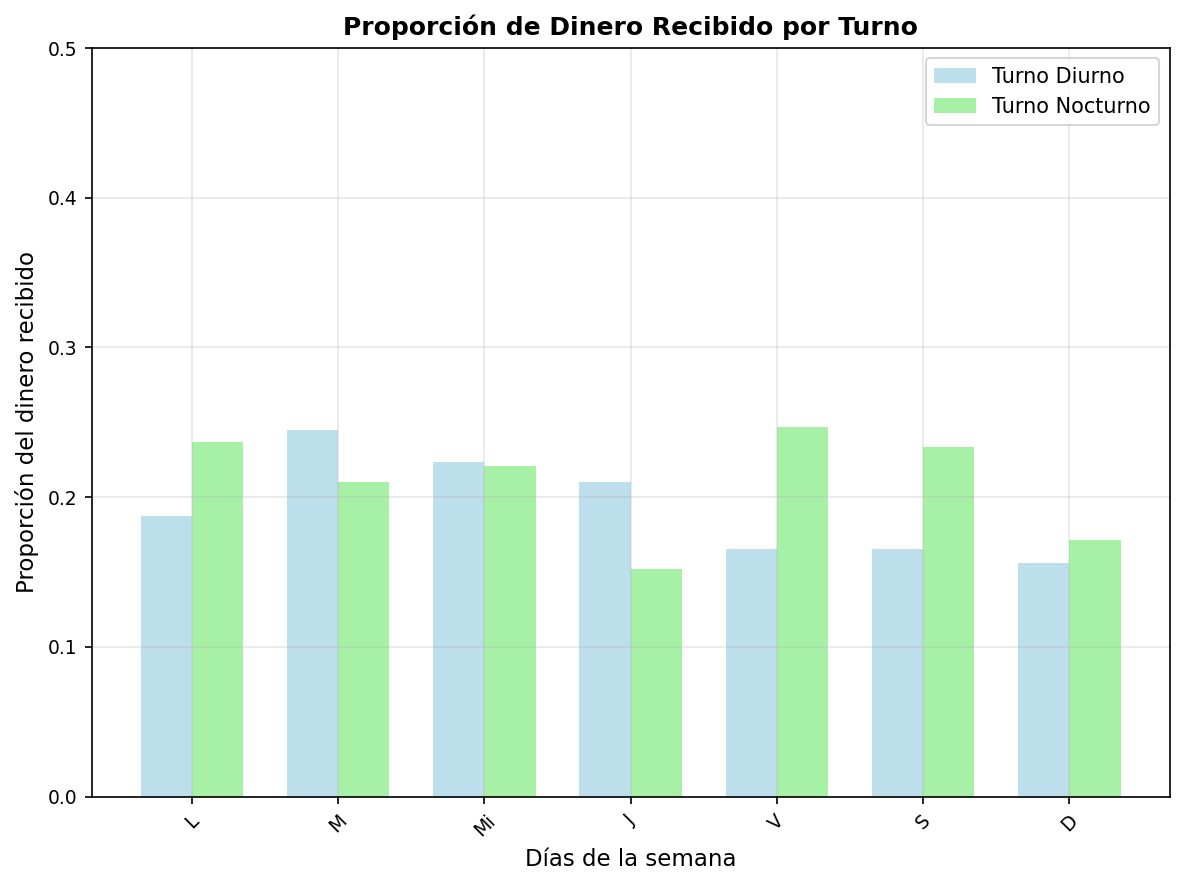 Proporción de Dinero Recibido por Turno
Turno Diurno
Turno Nocturno
Proporción del dinero recibido
0.5
0.4
0.3
0.2
0.1
0.0
L M Mi J V S D
Días de la semana